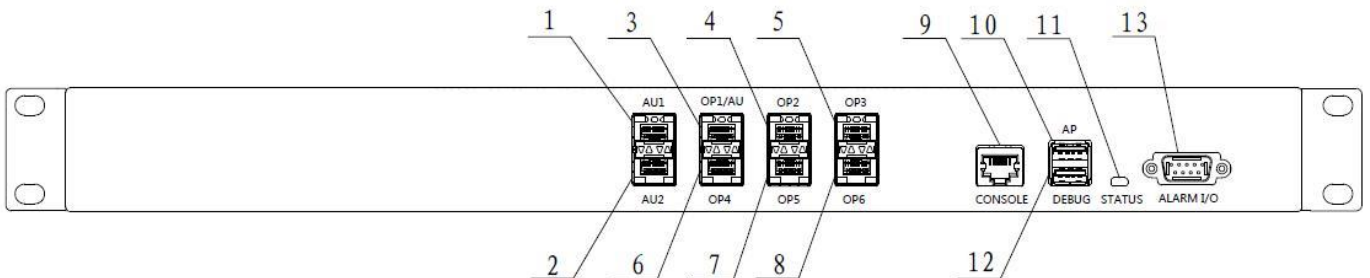 1 3 4 5 9 10 11 13
AU1 OP1/AU OP2 OP3
AP
AU2 OP4 OP5 OP6 CONSOLE DEBUG STATUS ALARM I/O
2 6 7 8 12